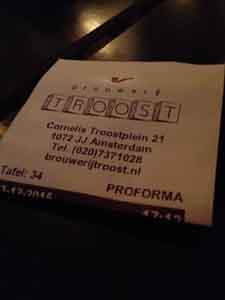 brouwerij
TROOST
Cornelis Troostplein 21
1072 JJ Amsterdam
Tel. (020)7371028
brouwerijtroost.nl
Tafel: 34
PROFORMA